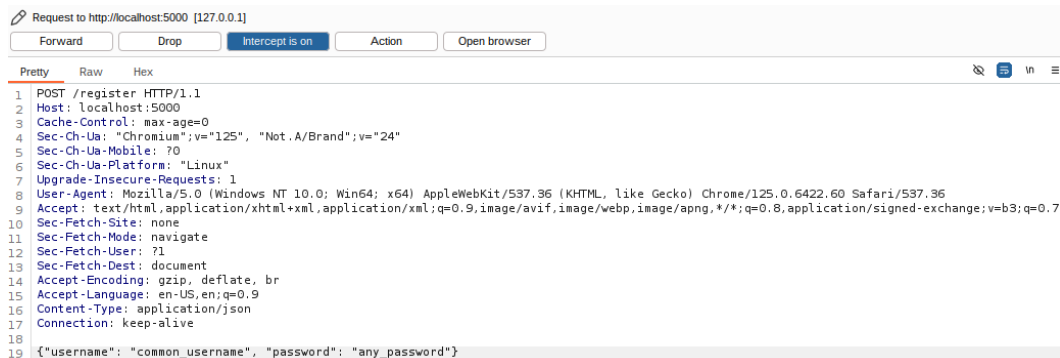 Request to http://localhost:5000 [127.0.0.1]
Forward Drop Intercept is on Action Open browser
Pretty Raw Hex \n
1 POST /register HTTP/1.1
2 Host: localhost:5000
3 Cache-Control: max-age=0
4 Sec-Ch-Ua: "Chromium";v="125", "Not.A/Brand";v="24"
5 Sec-Ch-Ua-Mobile: ?0
6 Sec-Ch-Ua-Platform: "Linux"
7 Upgrade-Insecure-Requests: 1
8 User-Agent: Mozilla/5.0 (Windows NT 10.0; Win64; x64) AppleWebKit/537.36 (KHTML, like Gecko) Chrome/125.0.6422.60 Safari/537.36
9 Accept: text/html,application/xhtml+xml,application/xml;q=0.9,image/avif,image/webp,image/apng,*/*;q=0.8,application/signed-exchange;v=b3;q=0.7
10 Sec-Fetch-Site: none
11 Sec-Fetch-Mode: navigate
12 Sec-Fetch-User: ?1
13 Sec-Fetch-Dest: document
14 Accept-Encoding: gzip, deflate, br
15 Accept-Language: en-US,en;q=0.9
16 Content-Type: application/json
17 Connection: keep-alive
18
19 {"username": "common_username", "password": "any_password"}